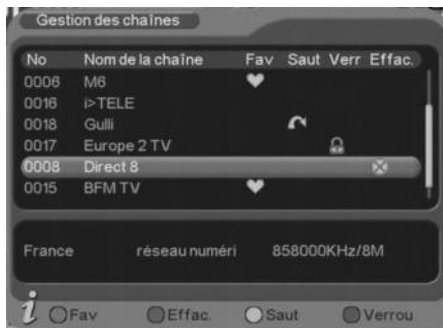 Gestion des chaînes
No Nom de la chaîne Fav Saut Verr Effac.
0006 M6
0016 i>TELE
0018 Gulli
0017 Europe 2 TV
0008 Direct 8
0015 BFM TV
France réseau numéri 858000KHz/8M
i Fav Effac. Saut Verrou